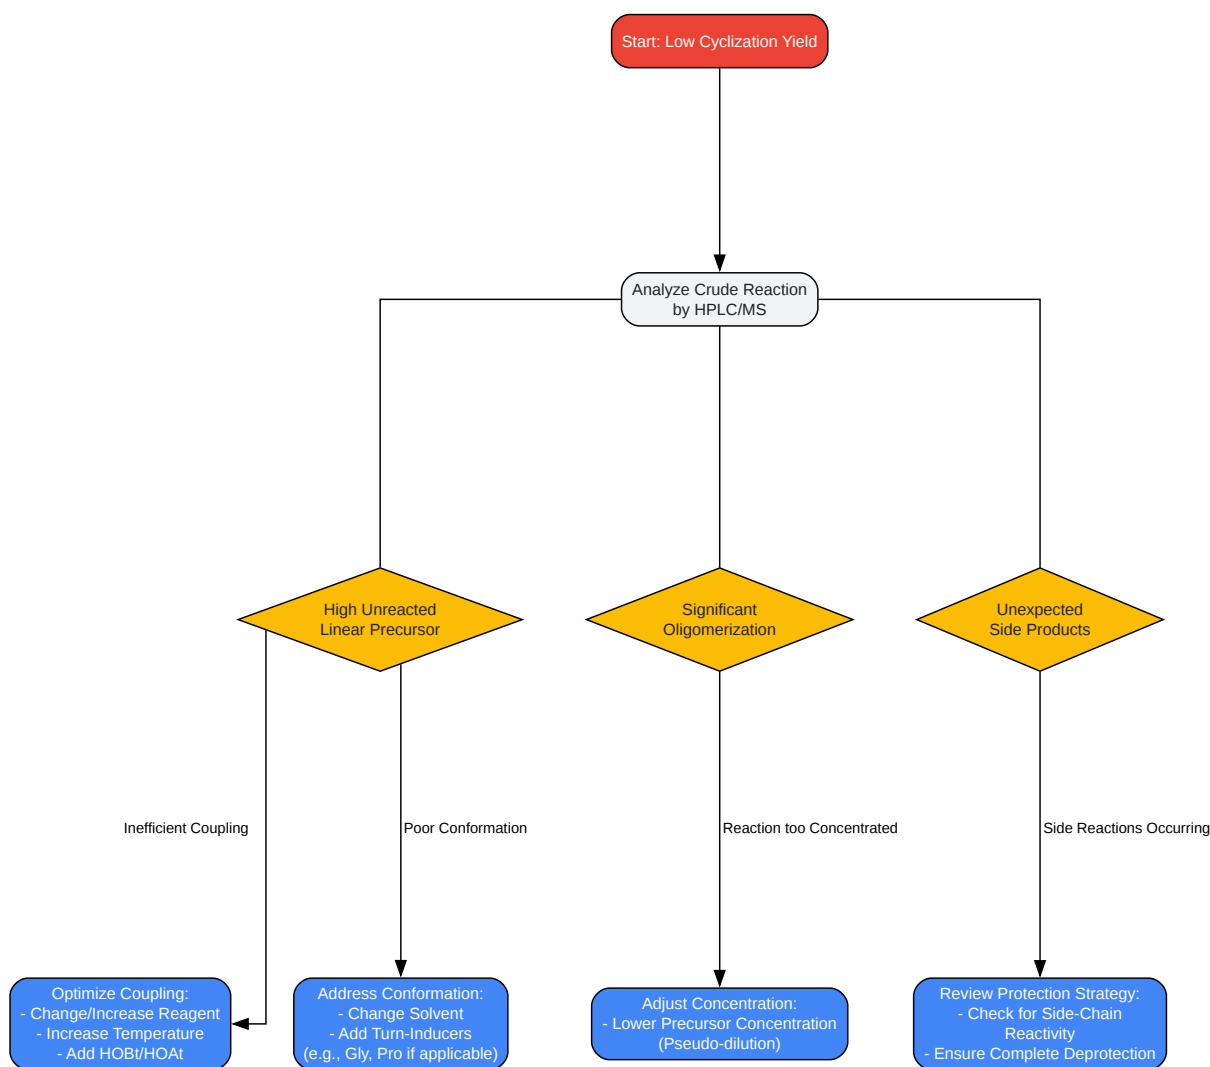 Start: Low Cyclization Yield
Analyze Crude Reaction
by HPLC/MS
High Unreacted
Linear Precursor
Significant
Oligomerization
Unexpected
Side Products
Inefficient Coupling
Poor Conformation
Reaction too Concentrated
Side Reactions Occurring
Optimize Coupling:
- Change/Increase Reagent
- Increase Temperature
- Add HOBt/HOAt
Address Conformation:
- Change Solvent
- Add Turn-Inducers
(e.g., Gly, Pro if applicable)
Adjust Concentration:
- Lower Precursor Concentration
(Pseudo-dilution)
Review Protection Strategy:
- Check for Side-Chain
Reactivity
- Ensure Complete Deprotection